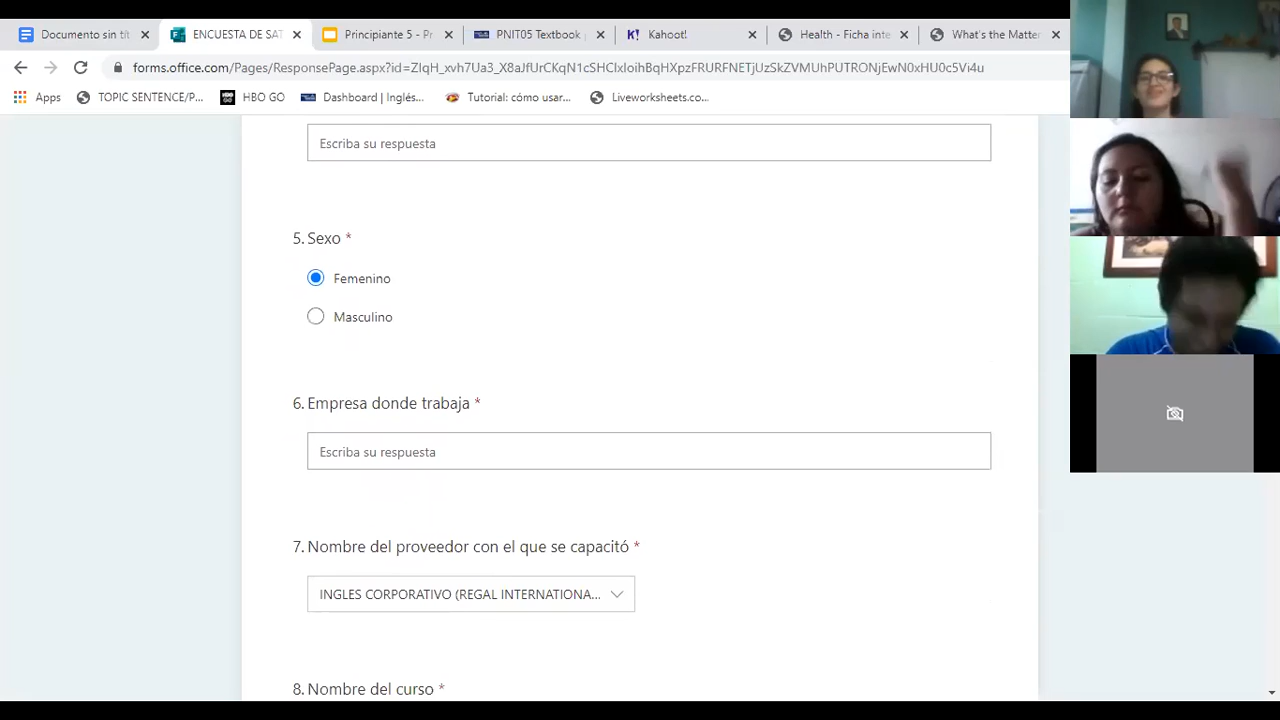 Documento sin tít
ENCUESTA DE SAT
Principiante 5 - Pr
PNIT05 Textbook
Kahoot!
Health - Ficha inte
What's the Matter
forms.office.com/Pages/ResponsePage.aspx?id=ZIqH_xvh7Ua3_X8aJfUrCKqN1cSHCIxIoihBqHXpzFRURFNETjUzSkZVMUhPUTRONjEwN0xHU0c5Vi4u
Apps
TOPIC SENTENCE/P...
HBO GO
Dashboard | Inglés...
Tutorial: cómo usar...
Liveworksheets.co...
Escriba su respuesta
5. Sexo *
Femenino
Masculino
6. Empresa donde trabaja *
Escriba su respuesta
7. Nombre del proveedor con el que se capacitó *
INGLES CORPORATIVO (REGAL INTERNATIONA...
8. Nombre del curso *